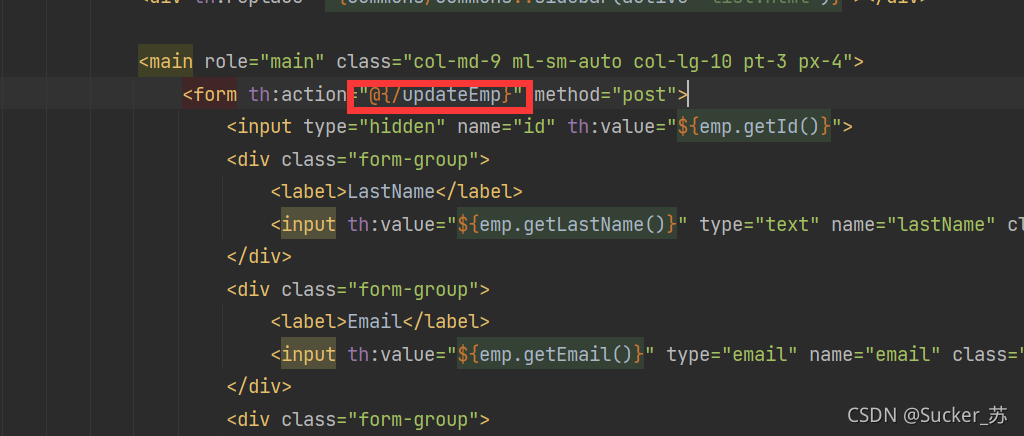 <div th:replace="~{commons/commons::sidebar(active='list.html')}"></div>
<main role="main" class="col-md-9 ml-sm-auto col-lg-10 pt-3 px-4">
<form th:action="@{/updateEmp}" method="post">
<input type="hidden" name="id" th:value="${emp.getId()}">
<div class="form-group">
<label>LastName</label>
<input th:value="${emp.getLastName()}" type="text" name="lastName" cl
</div>
<div class="form-group">
<label>Email</label>
<input th:value="${emp.getEmail()}" type="email" name="email" class="
</div>
<div class="form-group">
CSDN @Sucker_苏